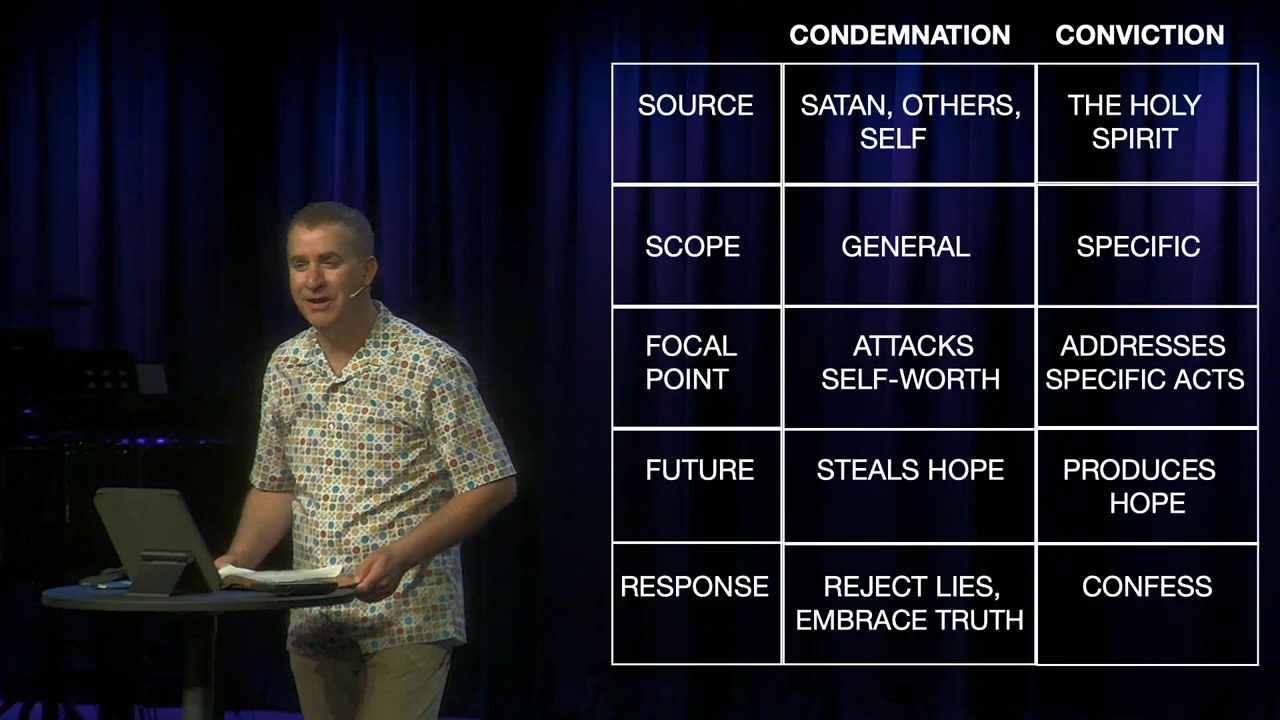 CONDEMNATION CONVICTION
SOURCE SATAN, OTHERS, THE HOLY
SELF SPIRIT
SCOPE GENERAL SPECIFIC
FOCAL ATTACKS ADDRESSES
POINT SELF-WORTH SPECIFIC ACTS
FUTURE STEALS HOPE PRODUCES
HOPE
RESPONSE REJECT LIES, CONFESS
EMBRACE TRUTH